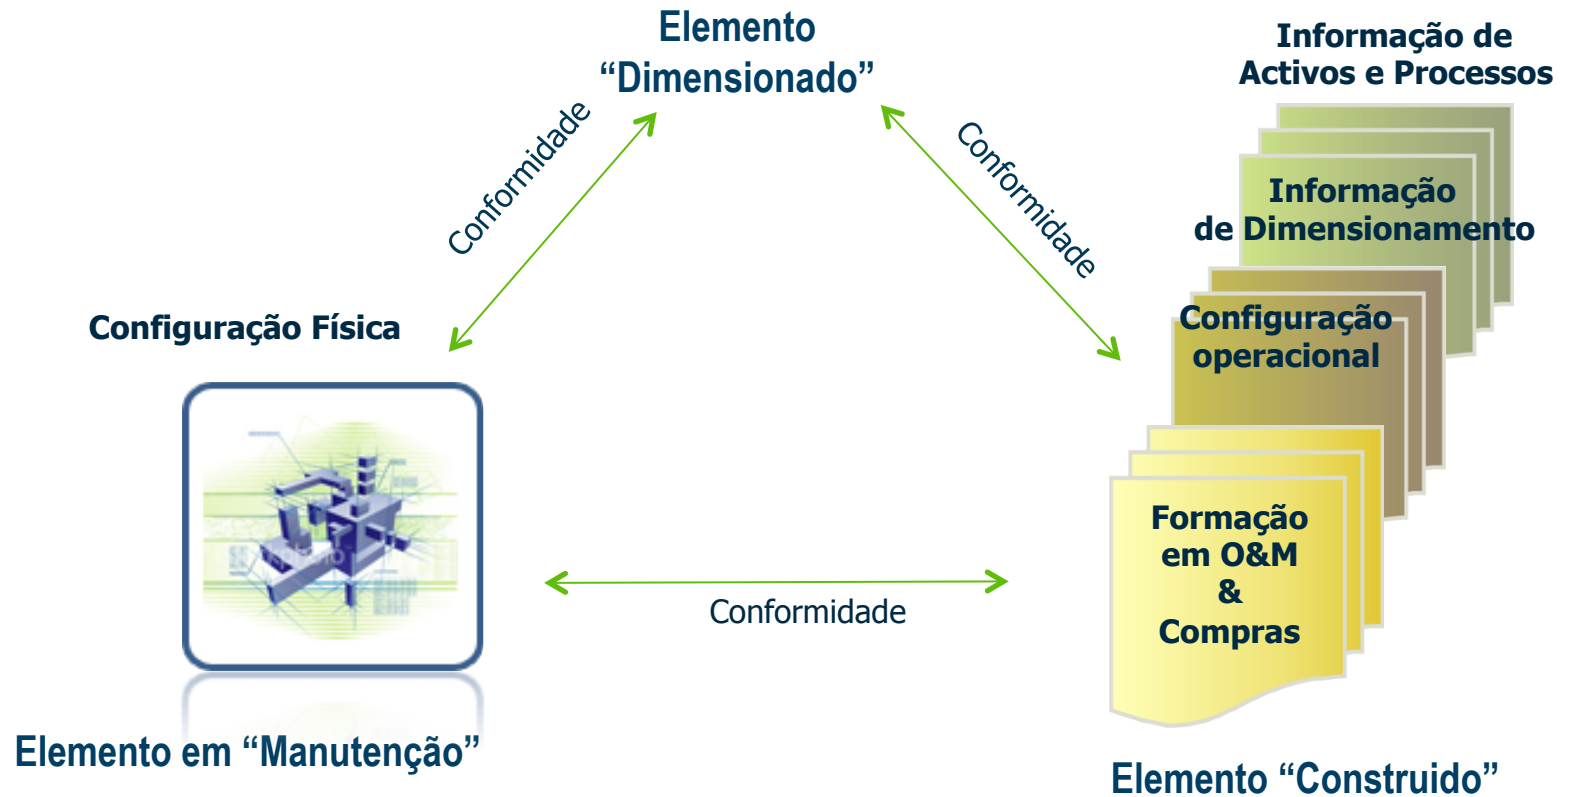 Elemento
“Dimensionado”
Informação de
Activos e Processos
Conformidade
Conformidade
Informação
de Dimensionamento
Configuração Física
Configuração
operacional
Formação
em O&M
&
Compras
Conformidade
Elemento em “Manutenção”
Elemento “Construido”